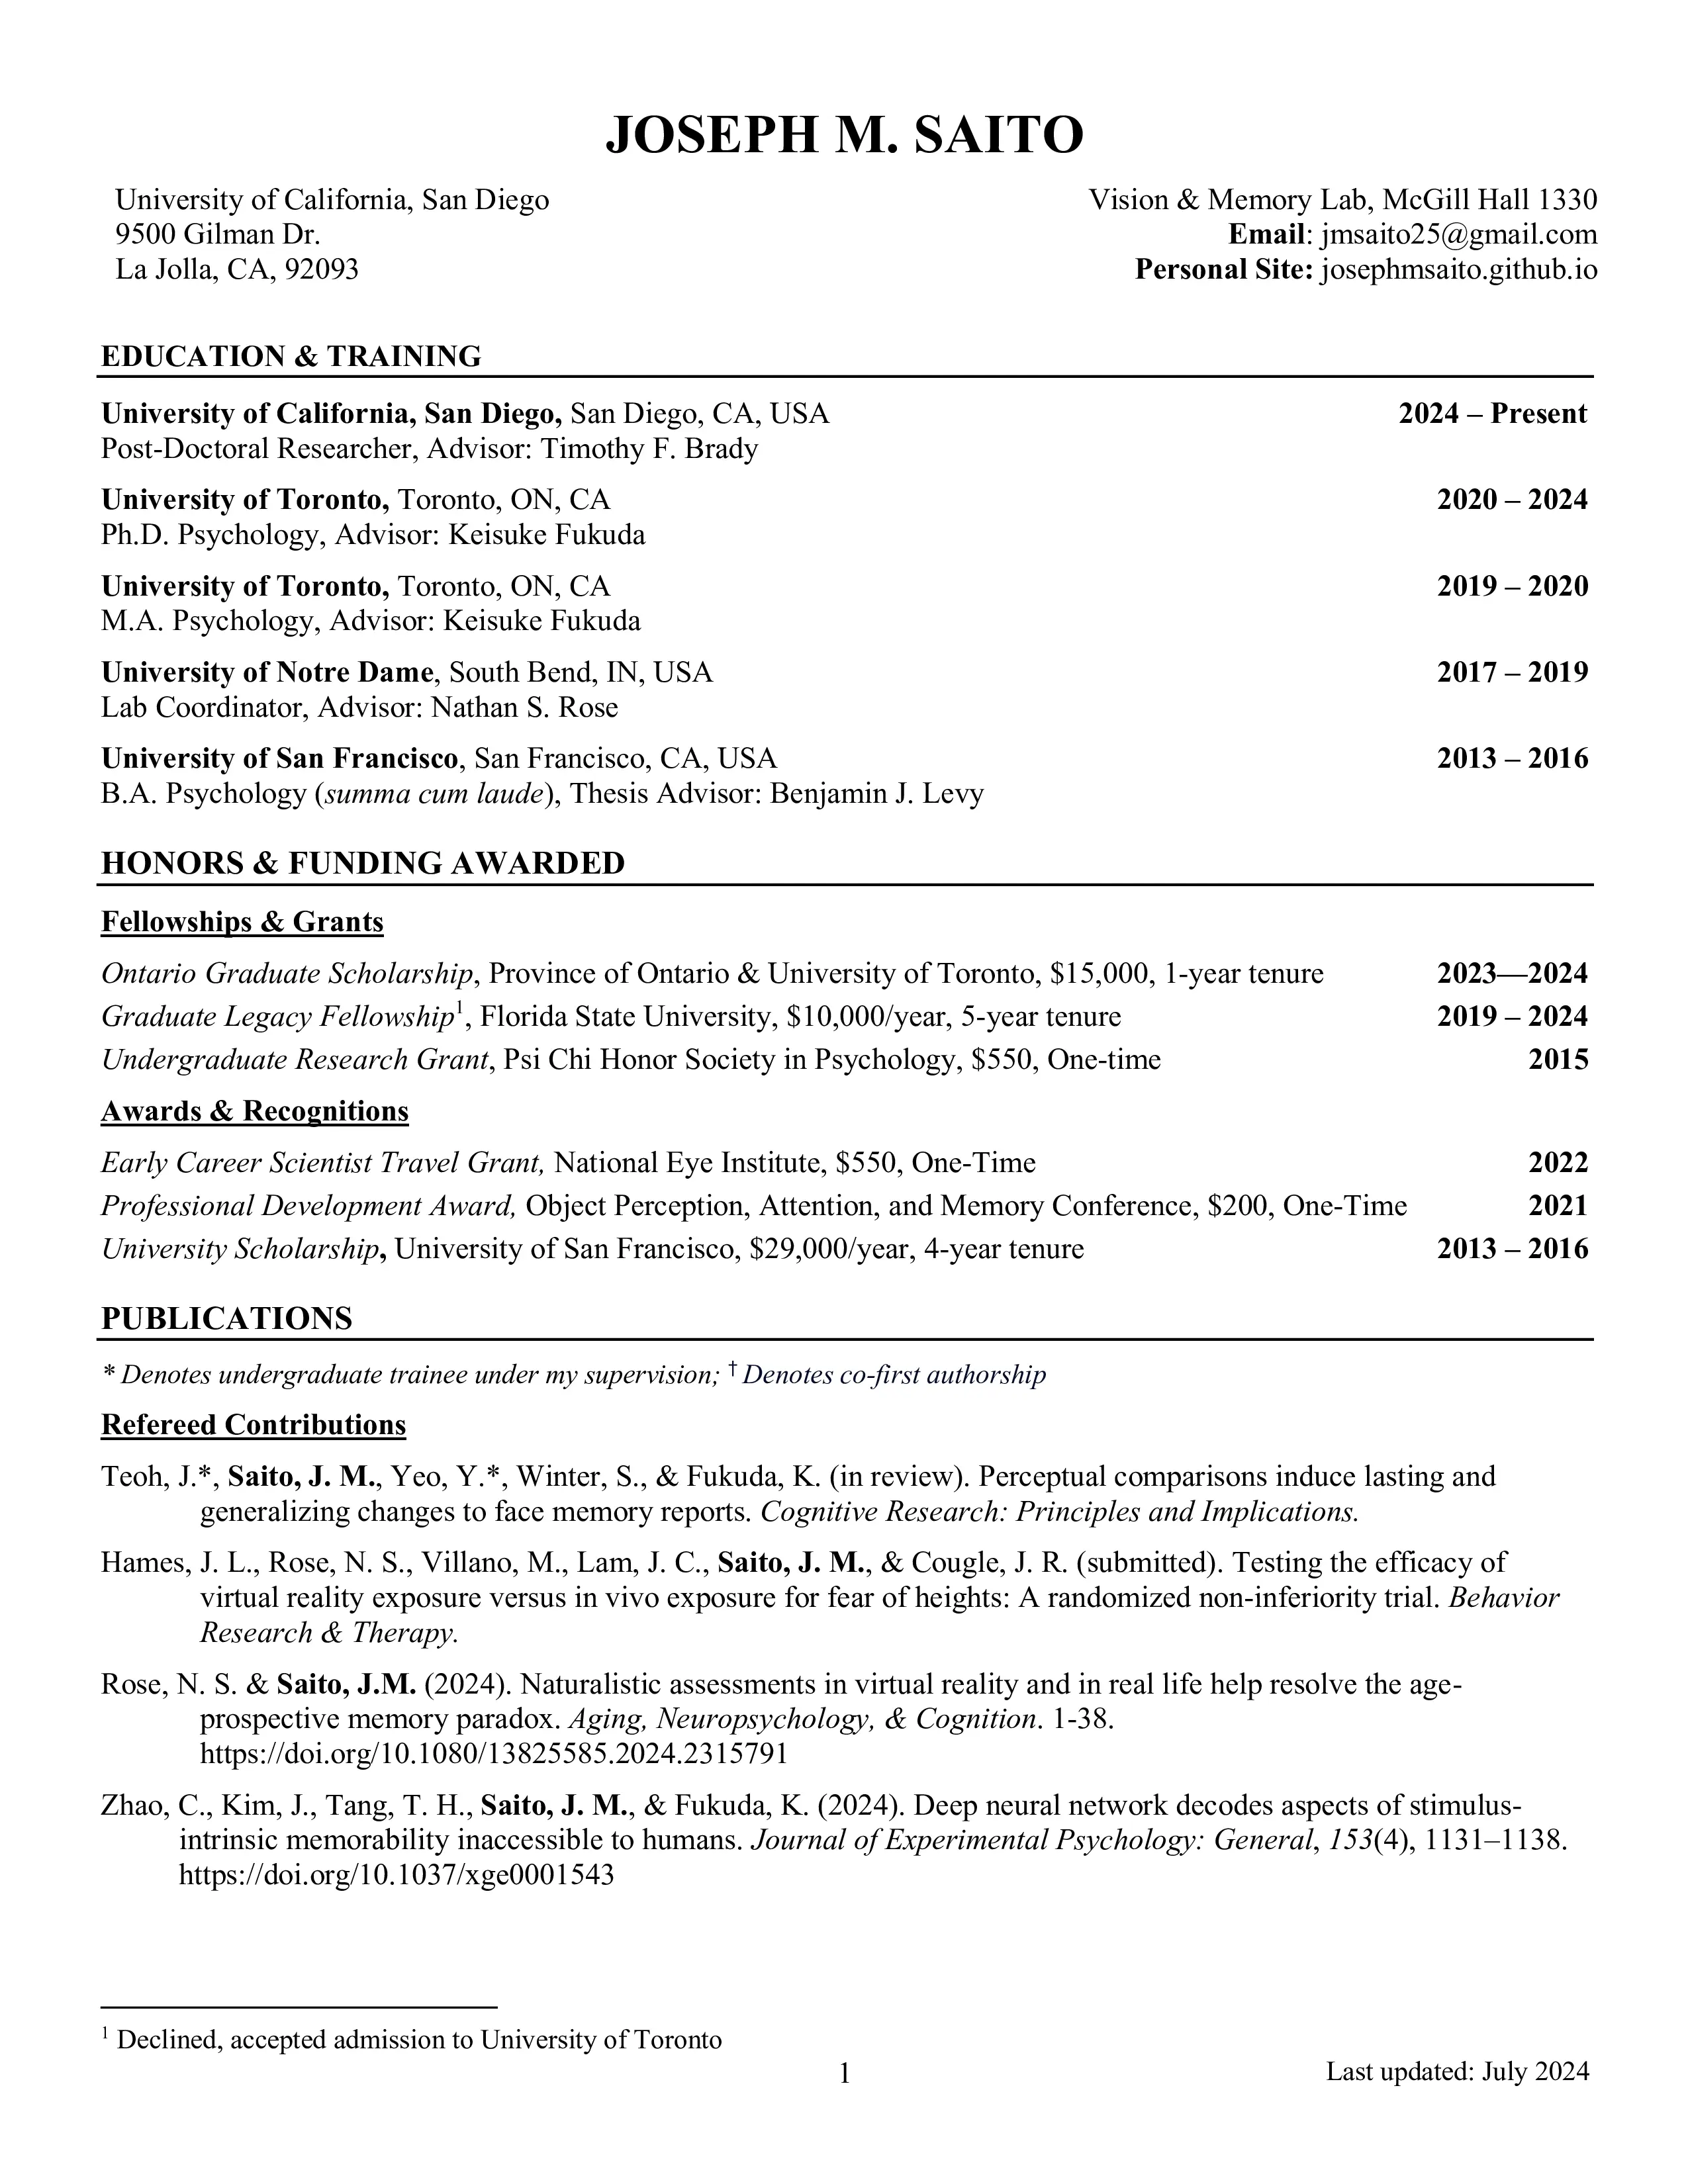 JOSEPH M. SAITO
University of California, San Diego
9500 Gilman Dr.
La Jolla, CA, 92093
Vision & Memory Lab, McGill Hall 1330
Email: jmsaito25@gmail.com
Personal Site: josephmsaito.github.io
EDUCATION & TRAINING
University of California, San Diego, San Diego, CA, USA 2024 – Present
Post-Doctoral Researcher, Advisor: Timothy F. Brady
University of Toronto, Toronto, ON, CA 2020 – 2024
Ph.D. Psychology, Advisor: Keisuke Fukuda
University of Toronto, Toronto, ON, CA 2019 – 2020
M.A. Psychology, Advisor: Keisuke Fukuda
University of Notre Dame, South Bend, IN, USA 2017 – 2019
Lab Coordinator, Advisor: Nathan S. Rose
University of San Francisco, San Francisco, CA, USA 2013 – 2016
B.A. Psychology (summa cum laude), Thesis Advisor: Benjamin J. Levy
HONORS & FUNDING AWARDED
Fellowships & Grants
Ontario Graduate Scholarship, Province of Ontario & University of Toronto, $15,000, 1-year tenure 2023—2024
Graduate Legacy Fellowship¹, Florida State University, $10,000/year, 5-year tenure 2019 – 2024
Undergraduate Research Grant, Psi Chi Honor Society in Psychology, $550, One-time 2015
Awards & Recognitions
Early Career Scientist Travel Grant, National Eye Institute, $550, One-Time 2022
Professional Development Award, Object Perception, Attention, and Memory Conference, $200, One-Time 2021
University Scholarship, University of San Francisco, $29,000/year, 4-year tenure 2013 – 2016
PUBLICATIONS
* Denotes undergraduate trainee under my supervision; † Denotes co-first authorship
Refereed Contributions
Teoh, J.*, Saito, J. M., Yeo, Y.*, Winter, S., & Fukuda, K. (in review). Perceptual comparisons induce lasting and
generalizing changes to face memory reports. Cognitive Research: Principles and Implications.
Hames, J. L., Rose, N. S., Villano, M., Lam, J. C., Saito, J. M., & Cougle, J. R. (submitted). Testing the efficacy of
virtual reality exposure versus in vivo exposure for fear of heights: A randomized non-inferiority trial. Behavior
Research & Therapy.
Rose, N. S. & Saito, J.M. (2024). Naturalistic assessments in virtual reality and in real life help resolve the age-
prospective memory paradox. Aging, Neuropsychology, & Cognition. 1-38.
https://doi.org/10.1080/13825585.2024.2315791
Zhao, C., Kim, J., Tang, T. H., Saito, J. M., & Fukuda, K. (2024). Deep neural network decodes aspects of stimulus-
intrinsic memorability inaccessible to humans. Journal of Experimental Psychology: General, 153(4), 1131–1138.
https://doi.org/10.1037/xge0001543
¹ Declined, accepted admission to University of Toronto
1
Last updated: July 2024